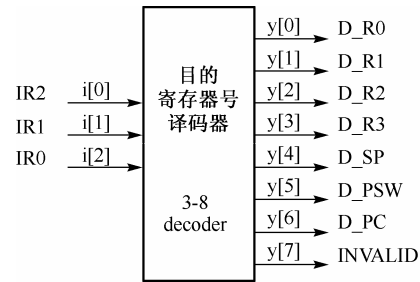 IR2 i[0]
IR1 i[1]
IR0 i[2]
目的
寄存器号
译码器
3-8
decoder
y[0] D_R0
y[1] D_R1
y[2] D_R2
y[3] D_R3
y[4] D_SP
y[5] D_PSW
y[6] D_PC
y[7] INVALID